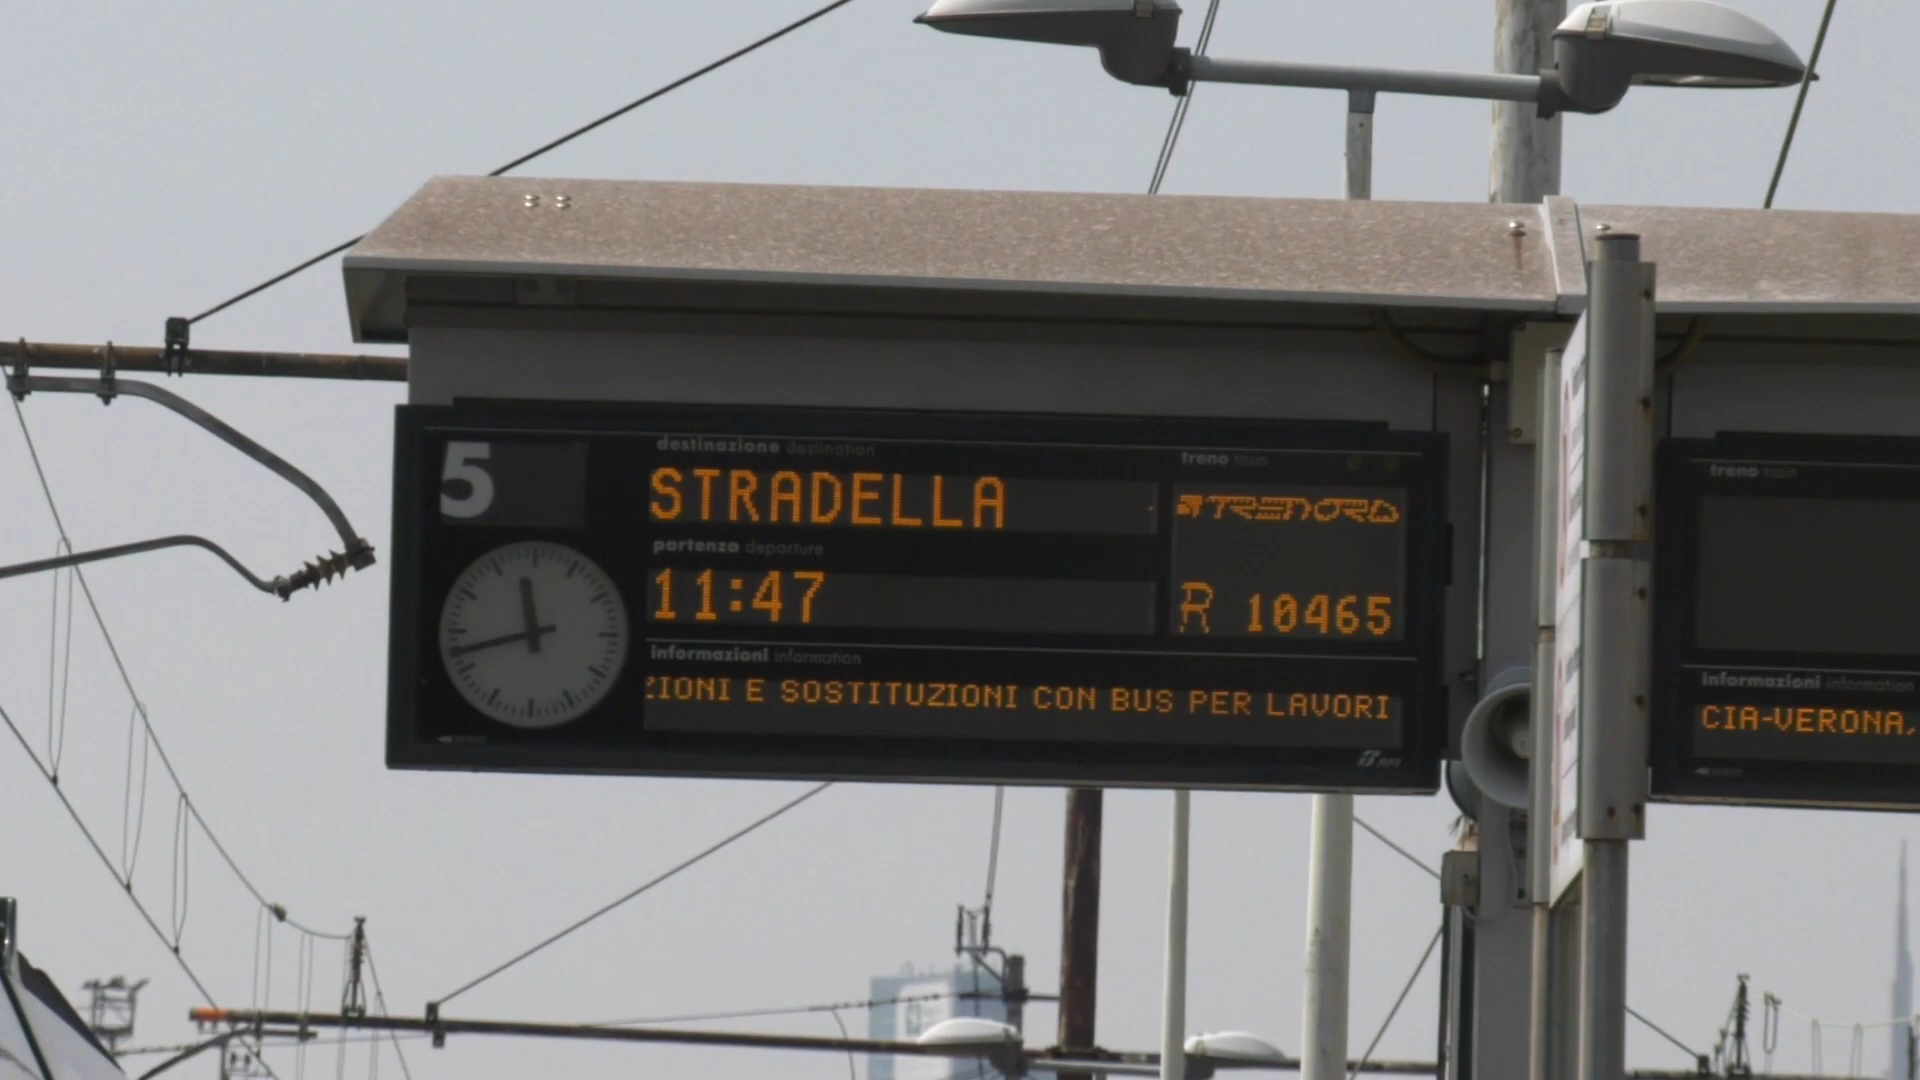 5
destinazione destination
STRADELLA
treno train
TRENORD
partenza departure
11:47
R 10465
informazioni information
ZIONI E SOSTITUZIONI CON BUS PER LAVORI
RFI
treno train
informazioni information
CIA-VERONA,